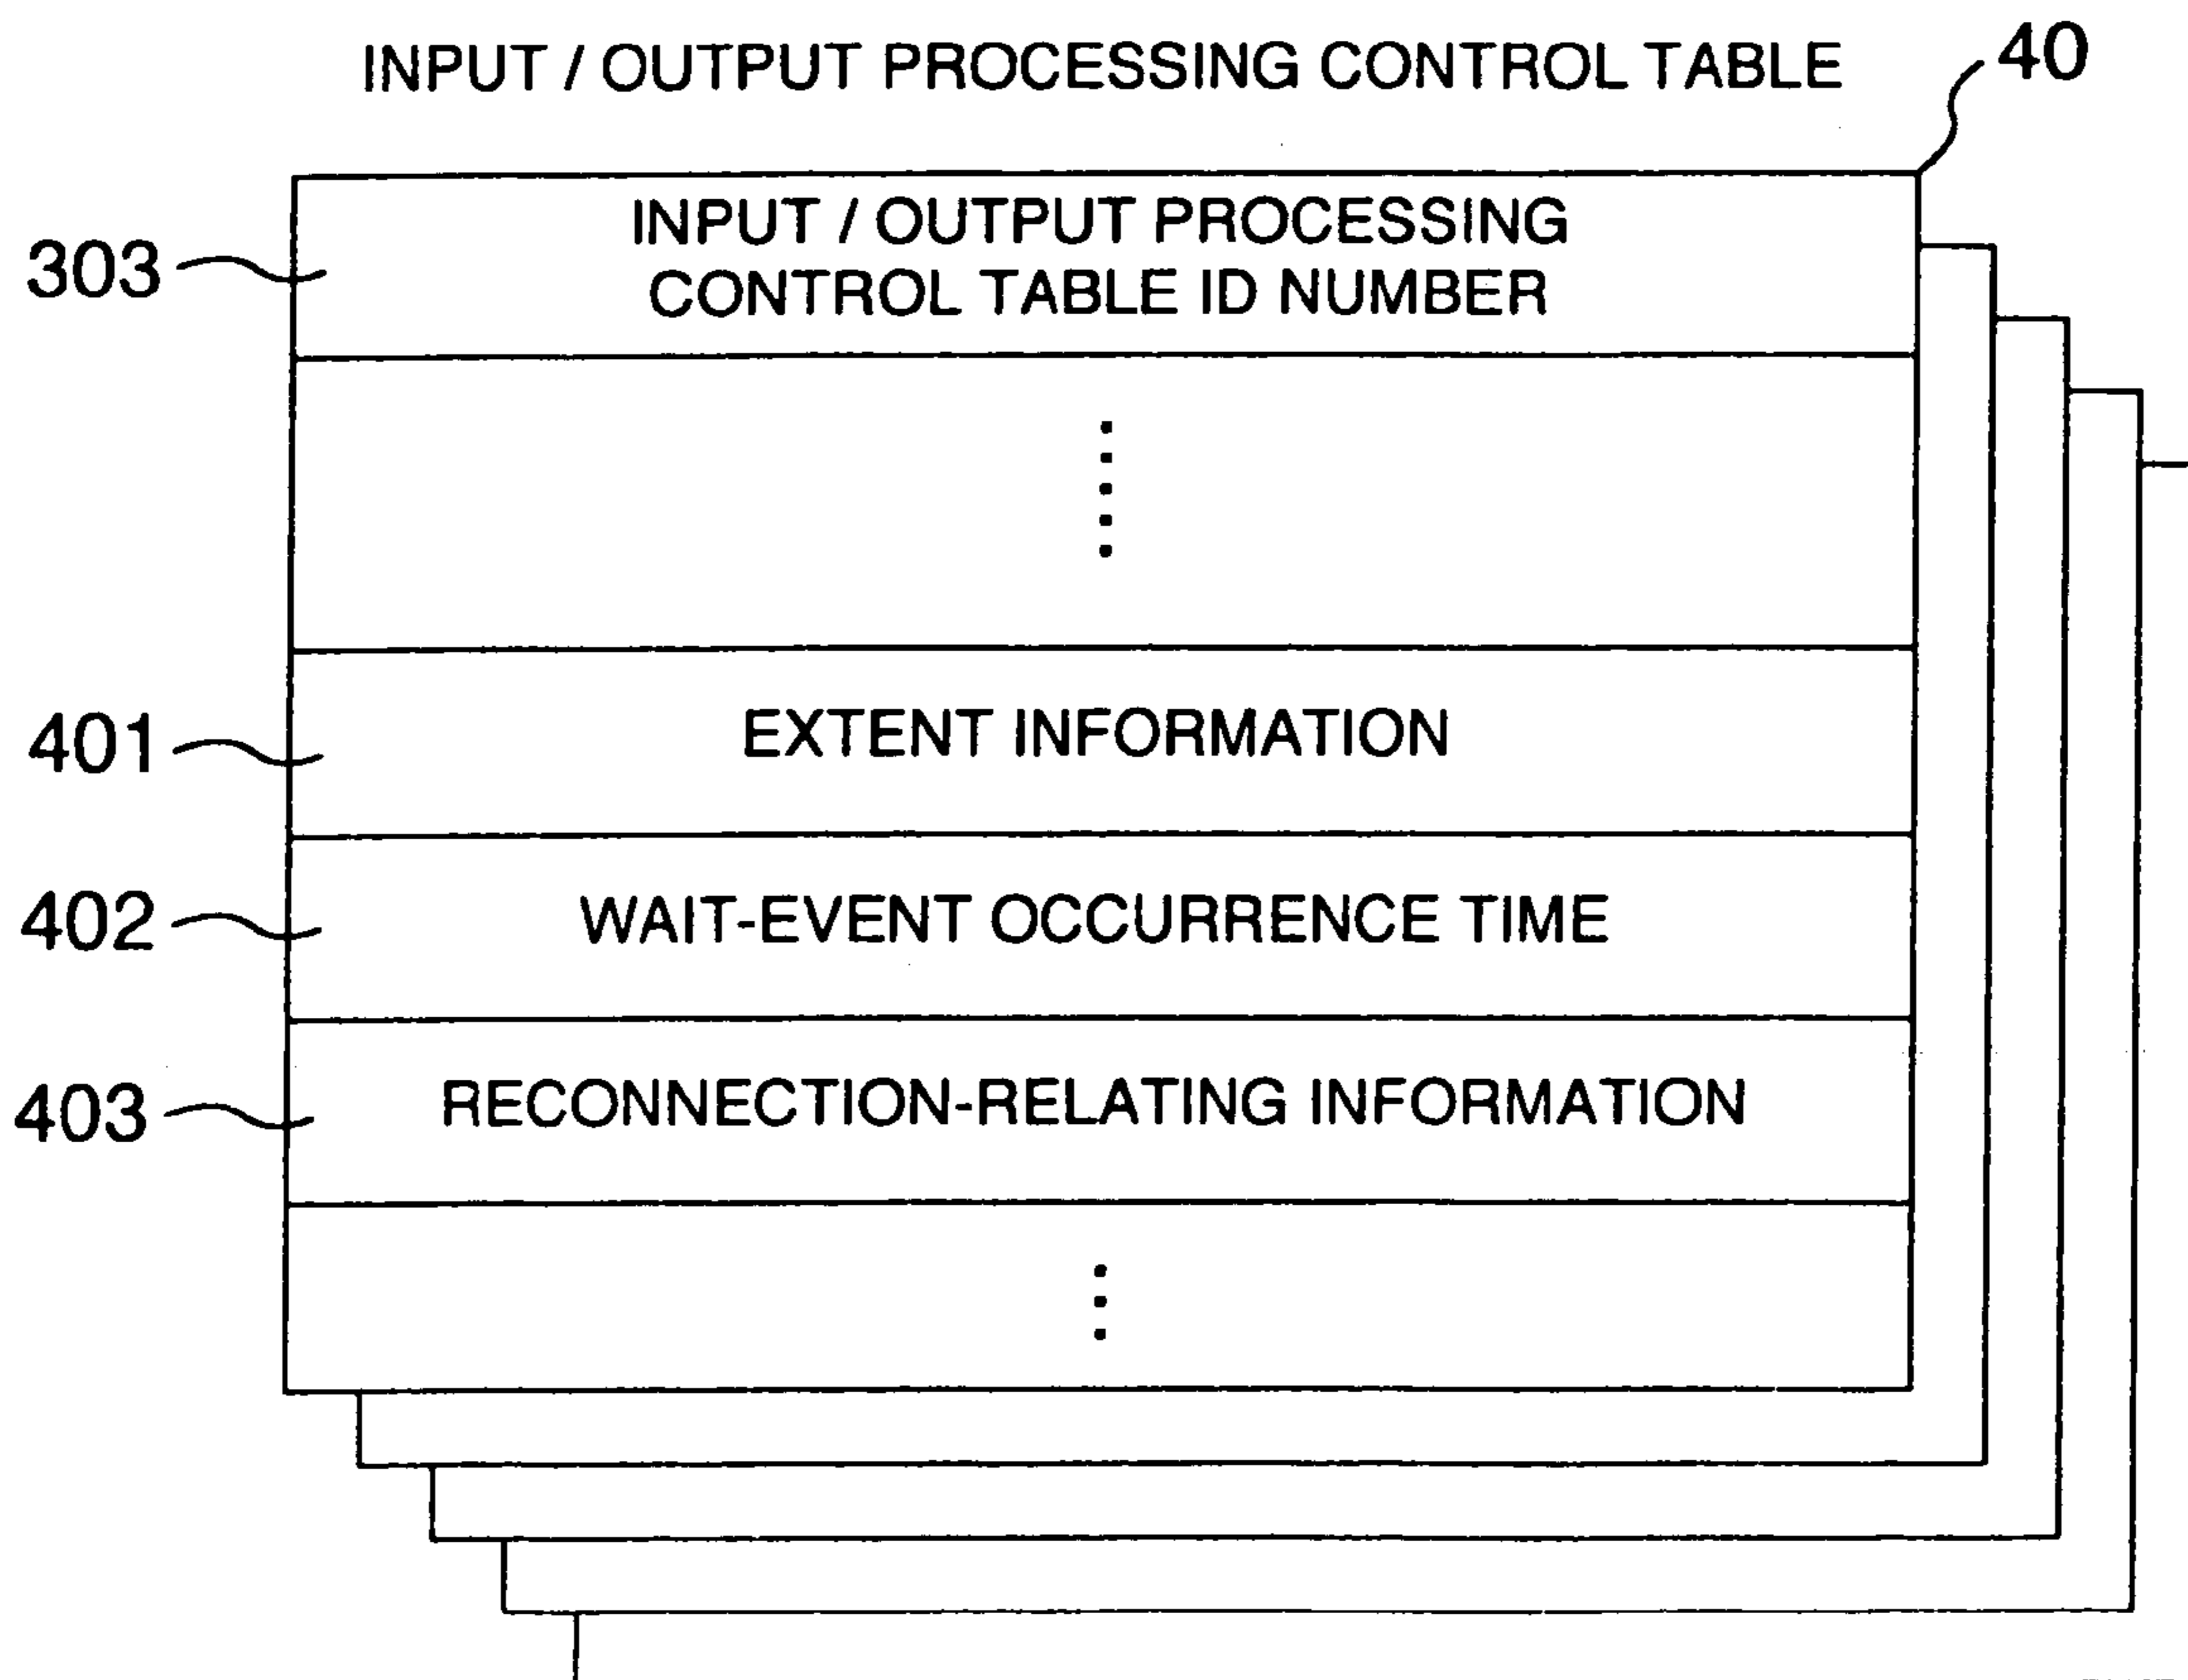 INPUT / OUTPUT PROCESSING CONTROL TABLE
40
303
INPUT / OUTPUT PROCESSING
CONTROL TABLE ID NUMBER
401
EXTENT INFORMATION
402
WAIT-EVENT OCCURRENCE TIME
403
RECONNECTION-RELATING INFORMATION